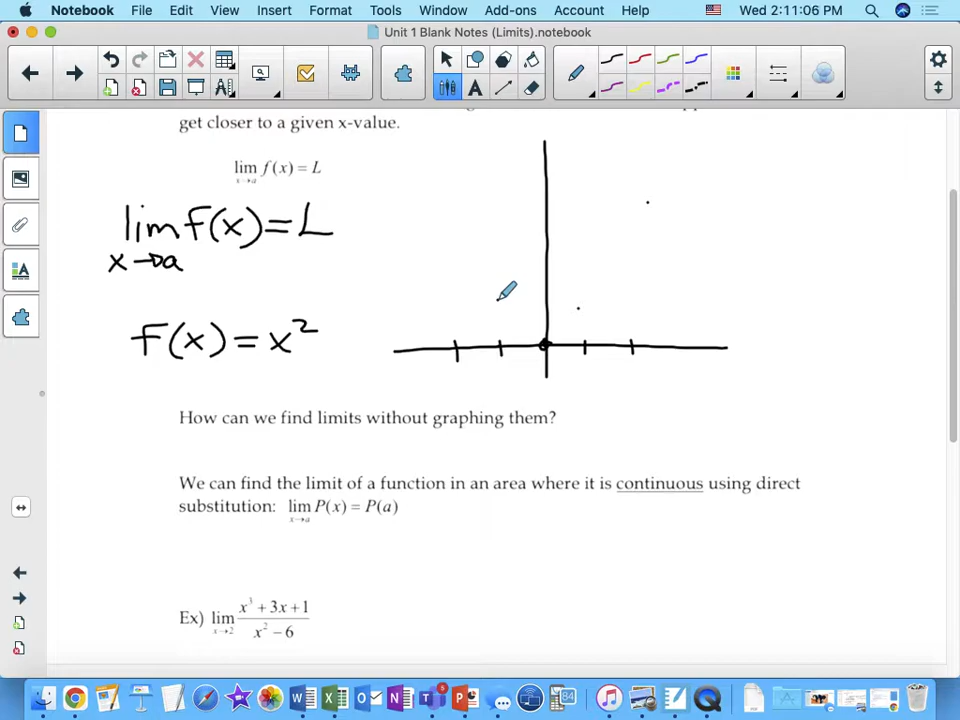 Notebook File Edit View Insert Format Tools Window Add-ons Account Help Wed 2:11:06 PM
Unit 1 Blank Notes (Limits).notebook
get closer to a given x-value.
lim f(x) = L
x→a
lim f(x) = L
x→a
f(x) = x²
How can we find limits without graphing them?
We can find the limit of a function in an area where it is continuous using direct
substitution: lim P(x) = P(a)
x→a
Ex) lim x³ + 3x + 1
x→2 x² − 6